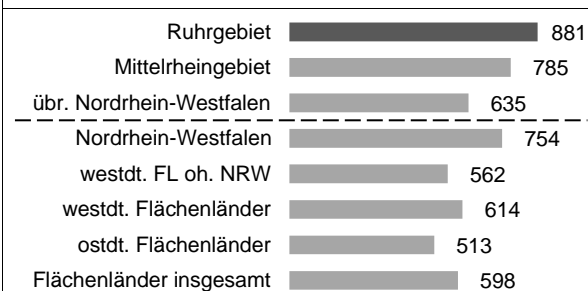 Ruhrgebiet 881
Mittelrheingebiet 785
übr. Nordrhein-Westfalen 635
Nordrhein-Westfalen 754
westdt. FL oh. NRW 562
westdt. Flächenländer 614
ostdt. Flächenländer 513
Flächenländer insgesamt 598